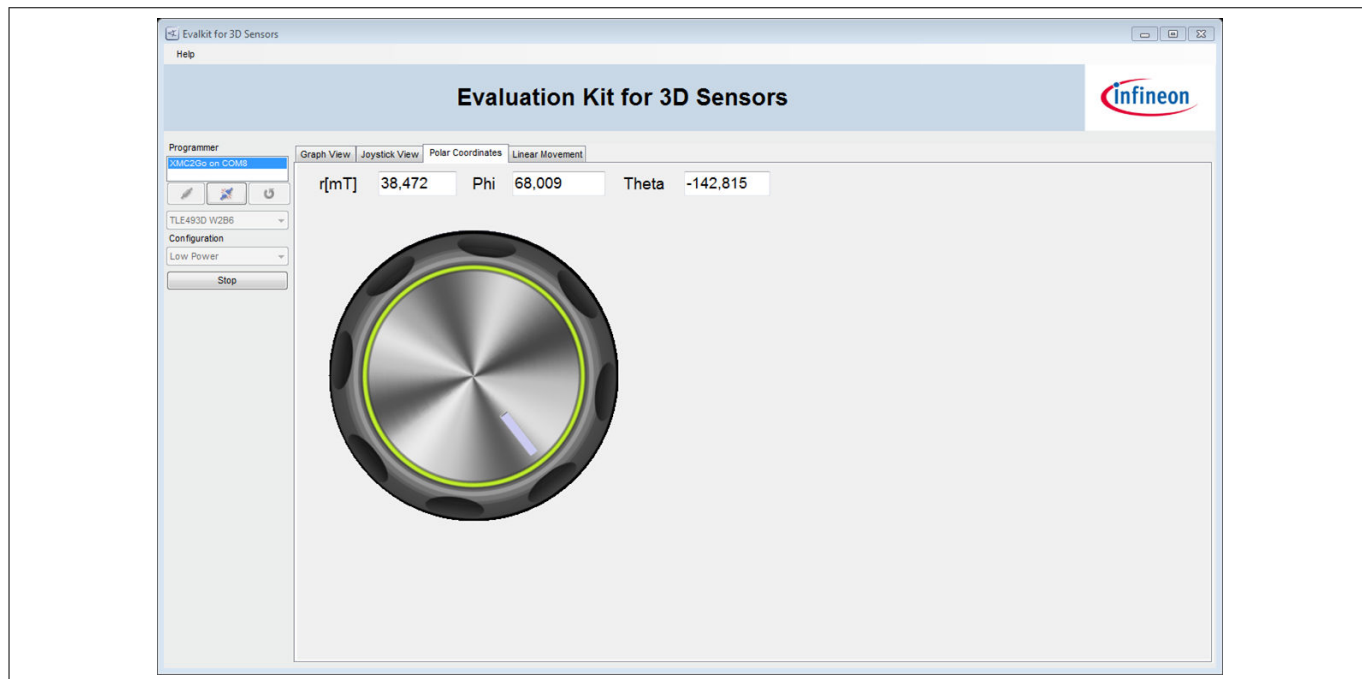 Evalkit for 3D Sensors
Help
Evaluation Kit for 3D Sensors
infineon
Programmer
XMC2Go on COM8
Graph View Joystick View Polar Coordinates Linear Movement
r[mT] 38,472 Phi 68,009 Theta -142,815
TLE493D W2B6
Configuration
Low Power
Stop